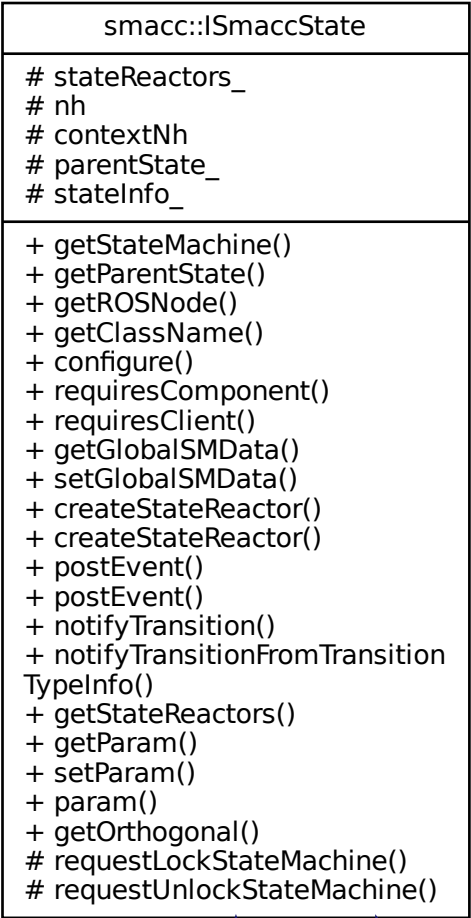 smacc::ISmaccState
# stateReactors_
# nh
# contextNh
# parentState_
# stateInfo_
+ getStateMachine()
+ getParentState()
+ getROSNode()
+ getClassName()
+ configure()
+ requiresComponent()
+ requiresClient()
+ getGlobalSMData()
+ setGlobalSMData()
+ createStateReactor()
+ createStateReactor()
+ postEvent()
+ postEvent()
+ notifyTransition()
+ notifyTransitionFromTransition
TypeInfo()
+ getStateReactors()
+ getParam()
+ setParam()
+ param()
+ getOrthogonal()
# requestLockStateMachine()
# requestUnlockStateMachine()